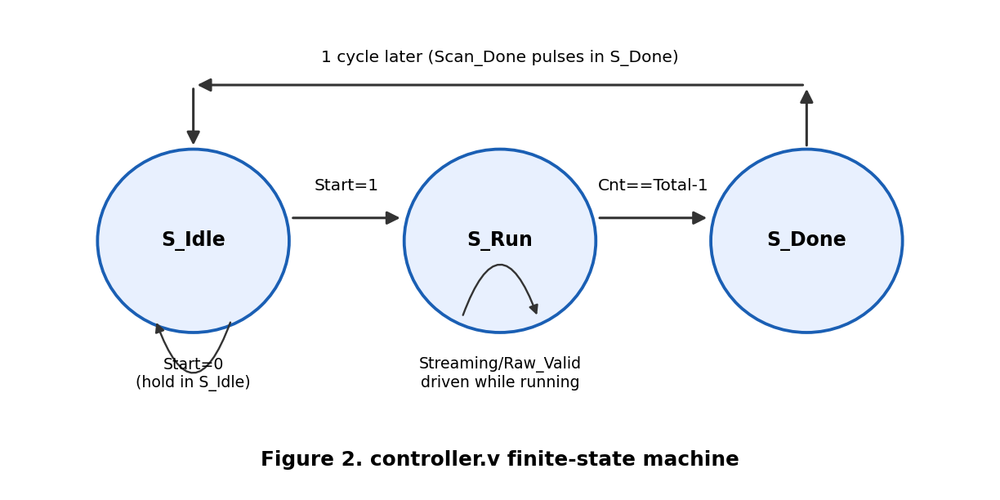 1 cycle later (Scan_Done pulses in S_Done)
Start=1
Cnt==Total-1
S_Idle
S_Run
S_Done
Start=0
(hold in S_Idle)
Streaming/Raw_Valid
driven while running
Figure 2. controller.v finite-state machine